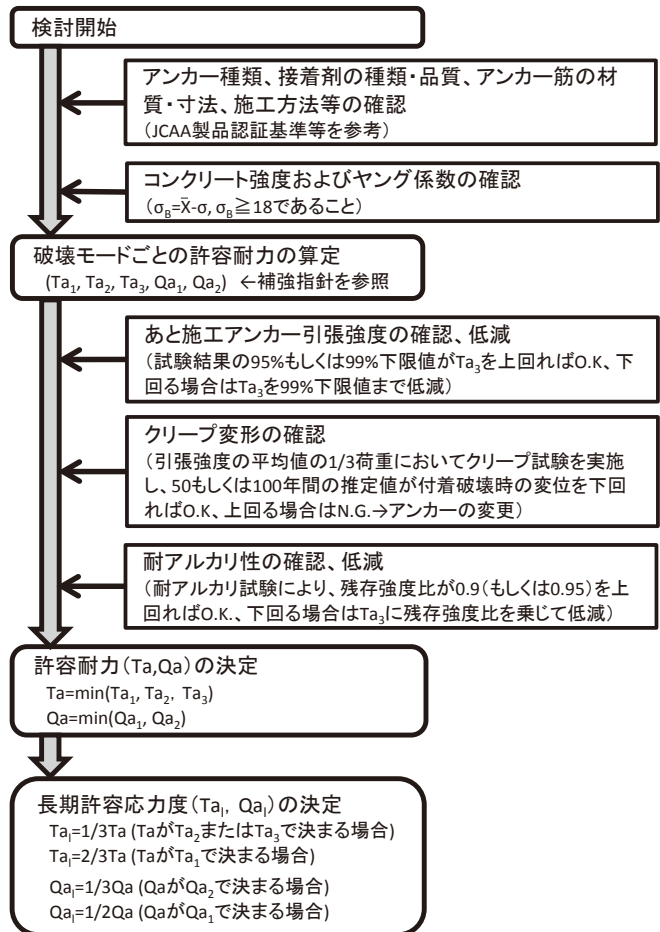 検討開始
アンカー種類、接着剤の種類・品質、アンカー筋の材
質・寸法、施工方法等の確認
(JCAA製品認証基準等を参考)
コンクリート強度およびヤング係数の確認
(σB=X̄-σ, σB≧18であること)
破壊モードごとの許容耐力の算定
(Ta1, Ta2, Ta3, Qa1, Qa2) ←補強指針を参照
あと施工アンカー引張強度の確認、低減
(試験結果の95%もしくは99%下限値がTa3を上回ればO.K、下
回る場合はTa3を99%下限値まで低減)
クリープ変形の確認
(引張強度の平均値の1/3荷重においてクリープ試験を実施
し、50もしくは100年間の推定値が付着破壊時の変位を下回
ればO.K、上回る場合はN.G.→アンカーの変更)
耐アルカリ性の確認、低減
(耐アルカリ試験により、残存強度比が0.9(もしくは0.95)を上
回ればO.K.、下回る場合はTa3に残存強度比を乗じて低減)
許容耐力(Ta,Qa)の決定
Ta=min(Ta1, Ta2, Ta3)
Qa=min(Qa1, Qa2)
長期許容応力度(Tal, Qal)の決定
Tal=1/3Ta (TaがTa2またはTa3で決まる場合)
Tal=2/3Ta (TaがTa1で決まる場合)
Qal=1/3Qa (QaがQa2で決まる場合)
Qal=1/2Qa (QaがQa1で決まる場合)